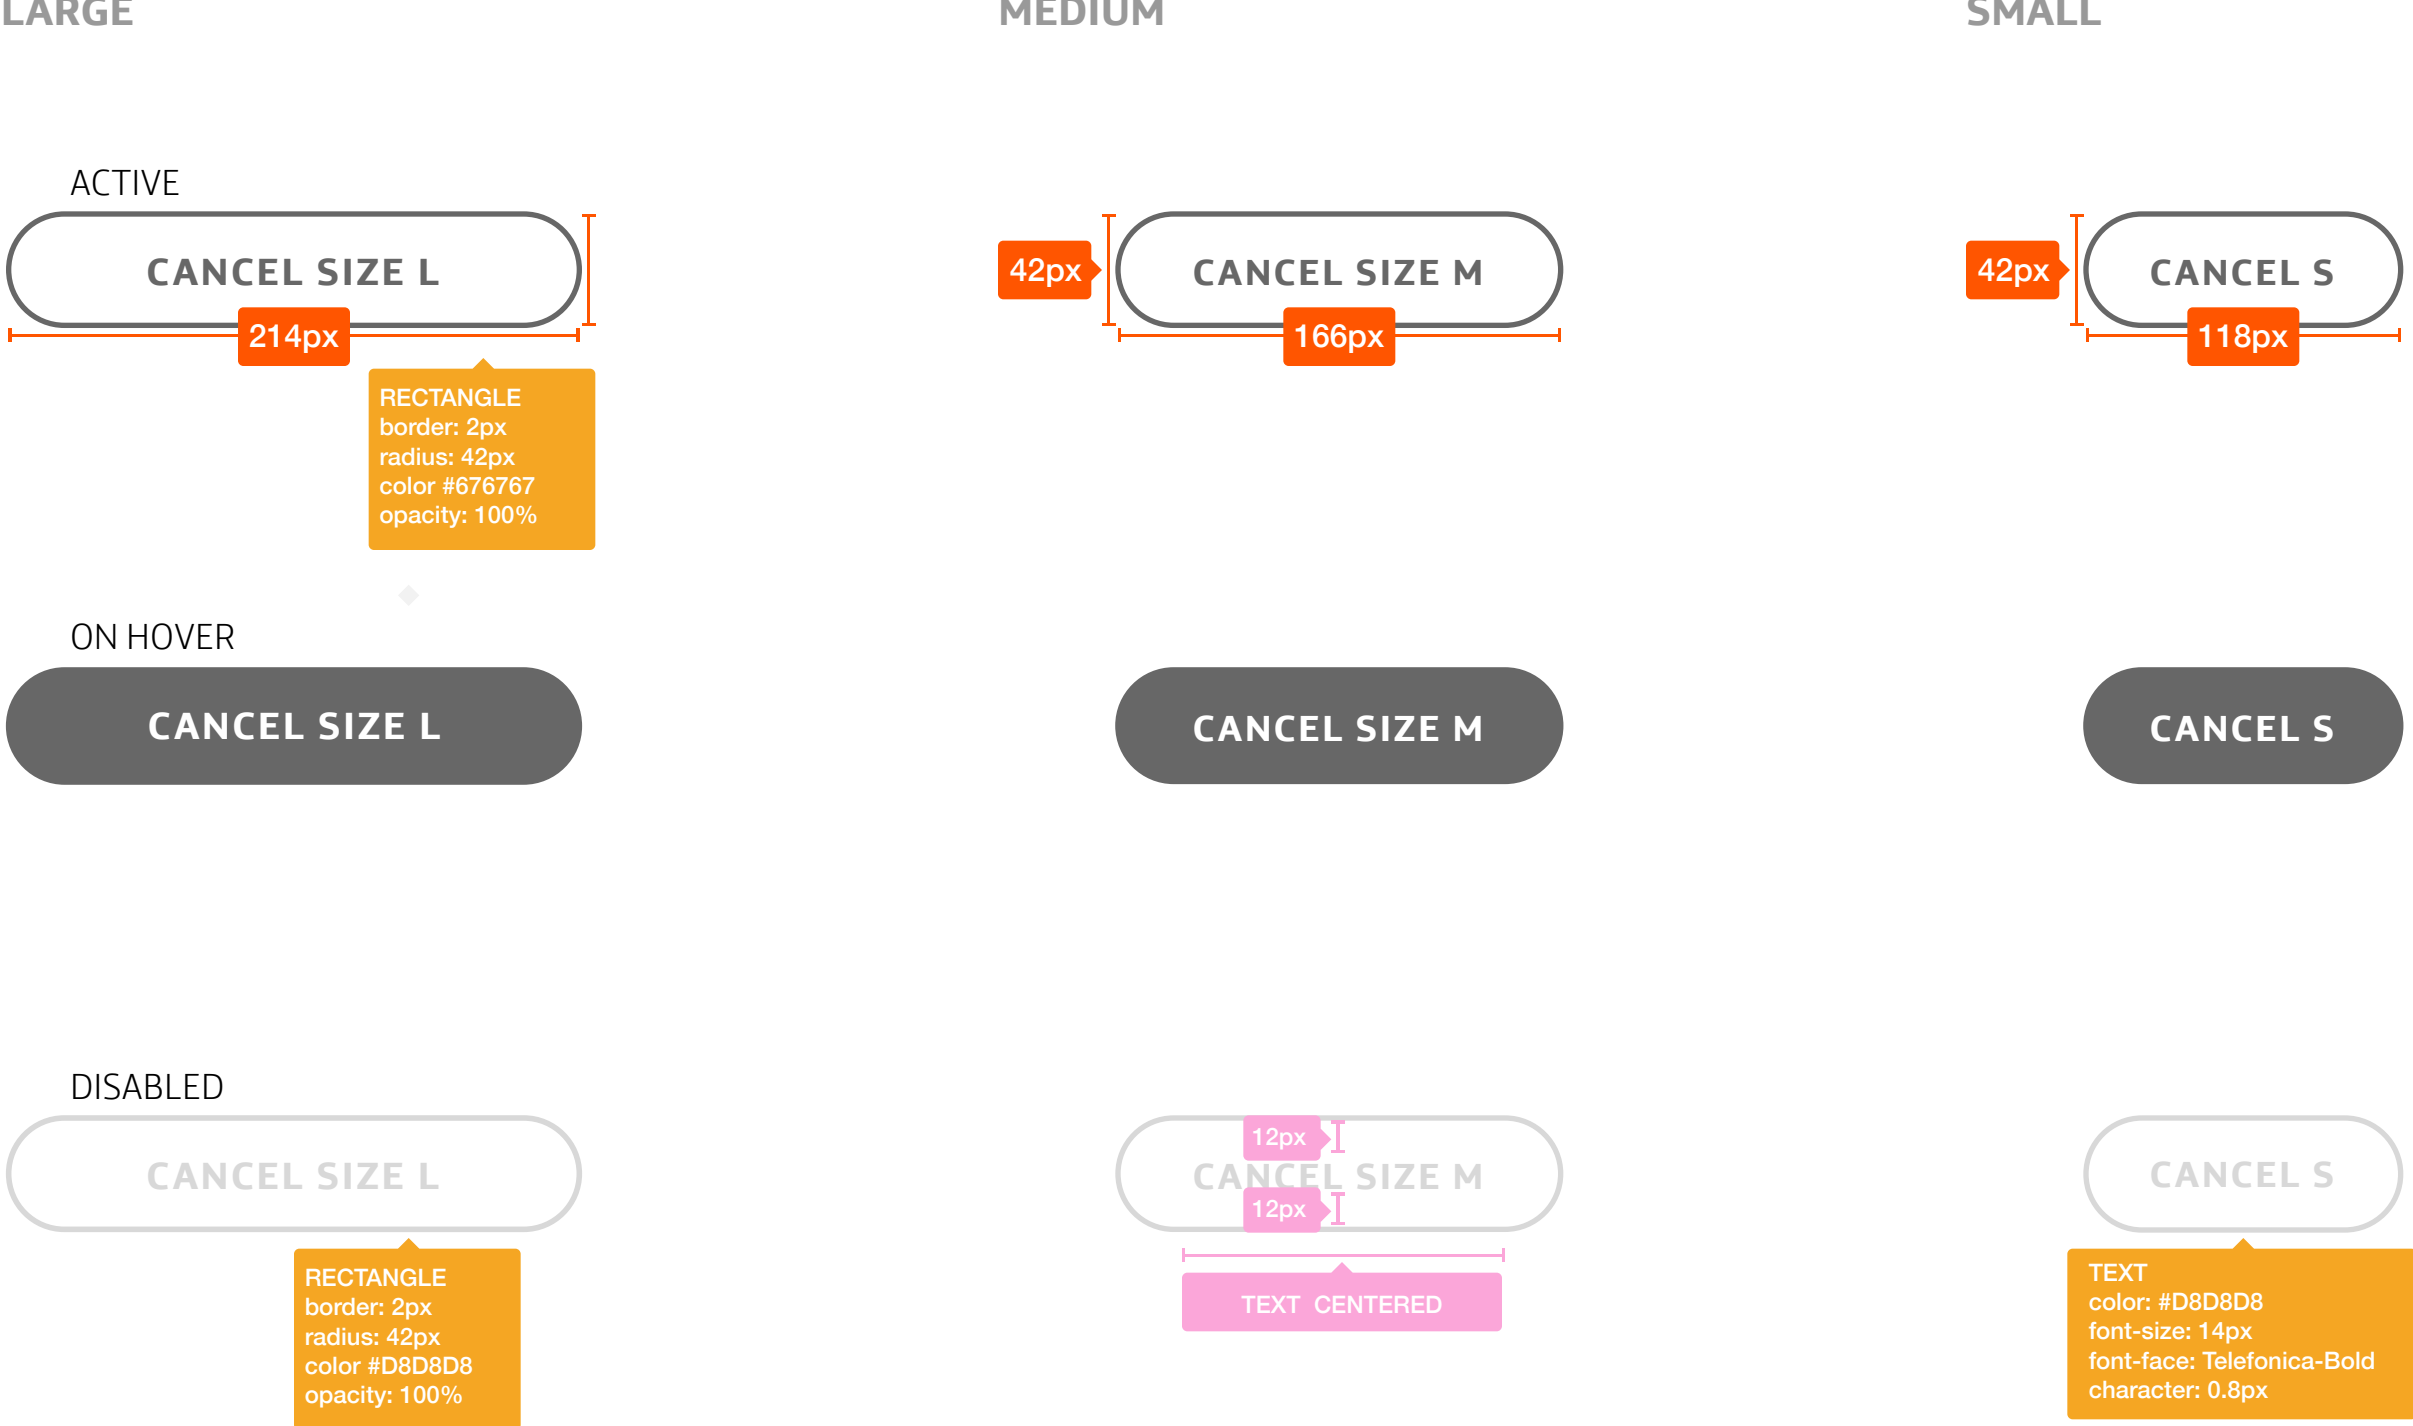 LARGE
MEDIUM
SMALL
ACTIVE
CANCEL SIZE L
214px
RECTANGLE
border: 2px
radius: 42px
color #676767
opacity: 100%
42px
CANCEL SIZE M
166px
42px
CANCEL S
118px
ON HOVER
CANCEL SIZE L
CANCEL SIZE M
CANCEL S
DISABLED
CANCEL SIZE L
RECTANGLE
border: 2px
radius: 42px
color #D8D8D8
opacity: 100%
12px
CANCEL SIZE M
12px
TEXT CENTERED
CANCEL S
TEXT
color: #D8D8D8
font-size: 14px
font-face: Telefonica-Bold
character: 0.8px